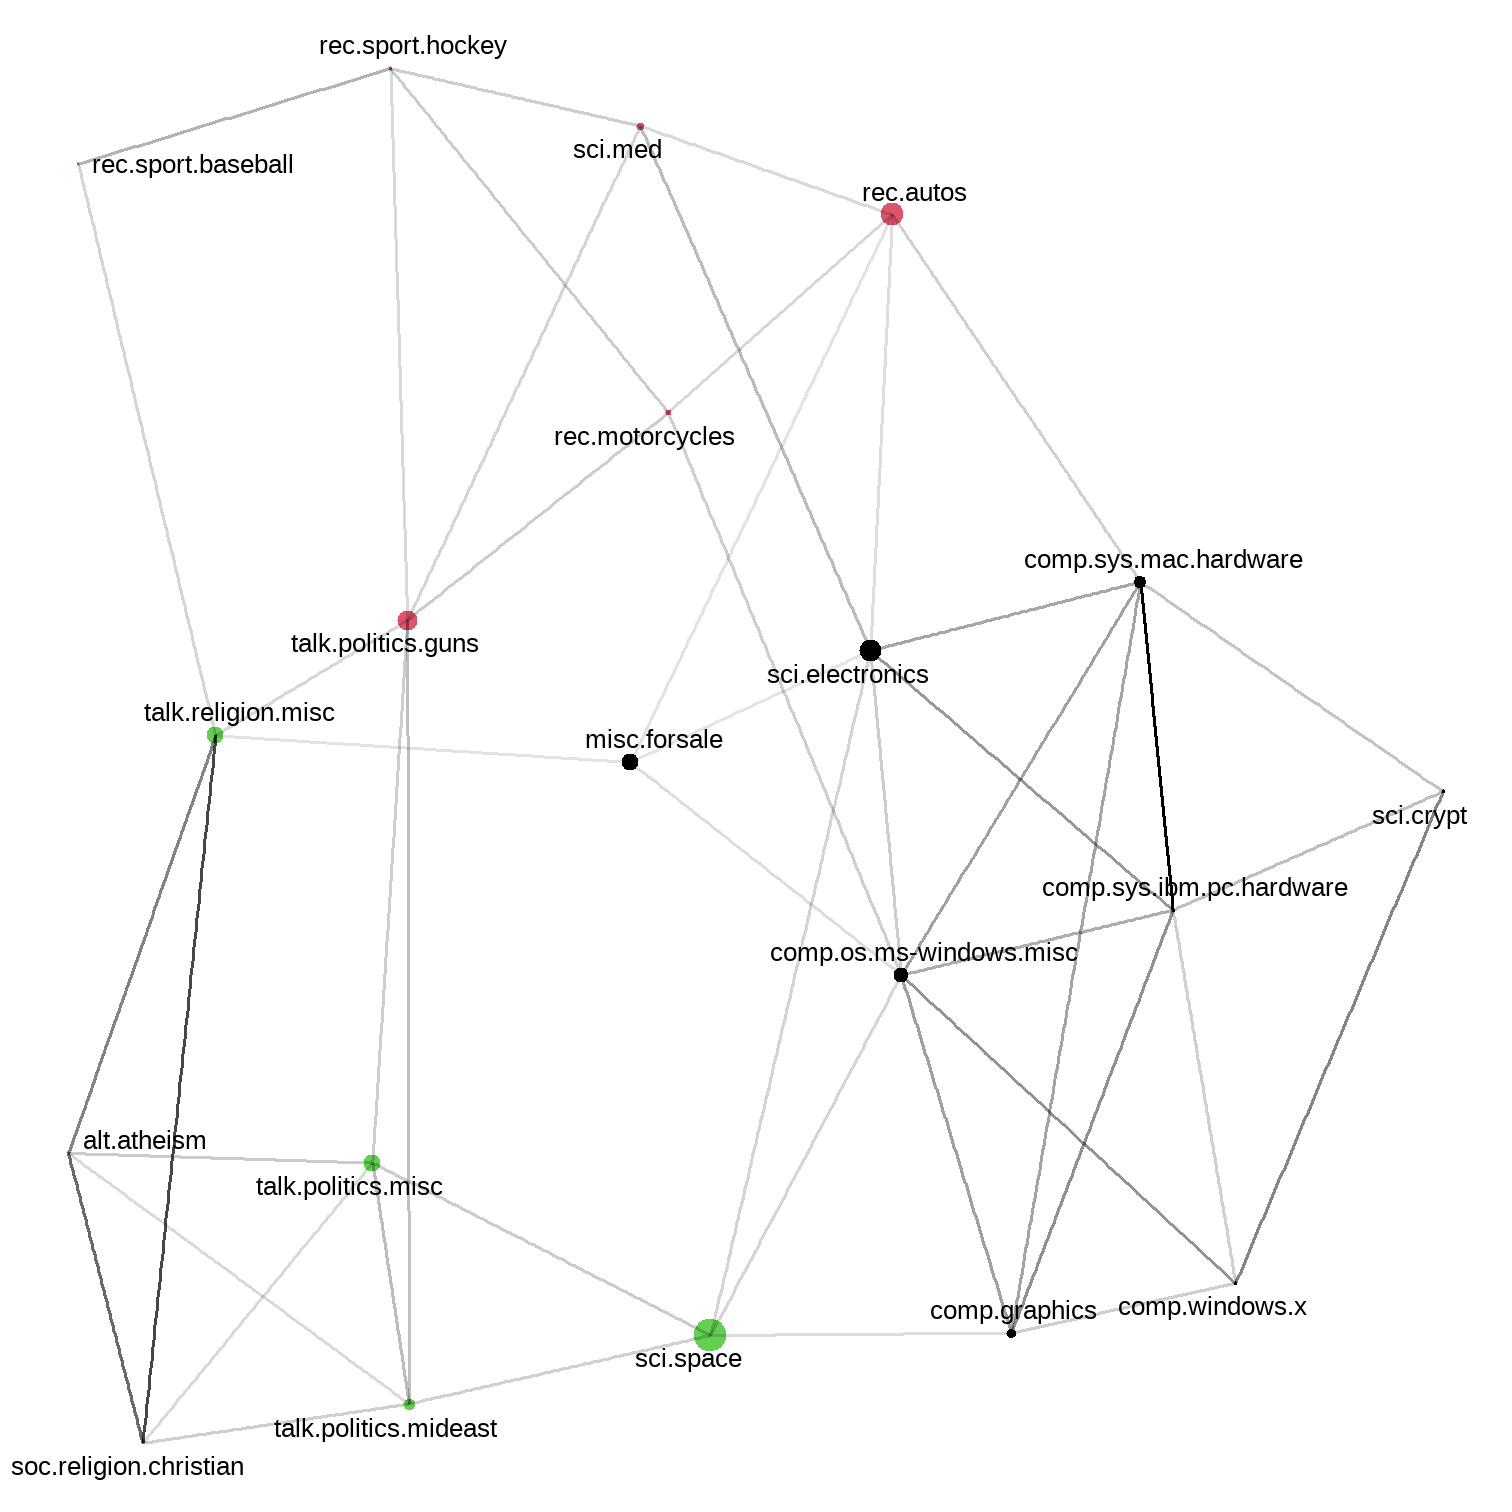 rec.sport.hockey
sci.med
rec.sport.baseball
rec.autos
rec.motorcycles
comp.sys.mac.hardware
talk.politics.guns
sci.electronics
talk.religion.misc
misc.forsale
sci.crypt
comp.sys.ibm.pc.hardware
comp.os.ms-windows.misc
alt.atheism
talk.politics.misc
comp.graphics
comp.windows.x
sci.space
talk.politics.mideast
soc.religion.christian